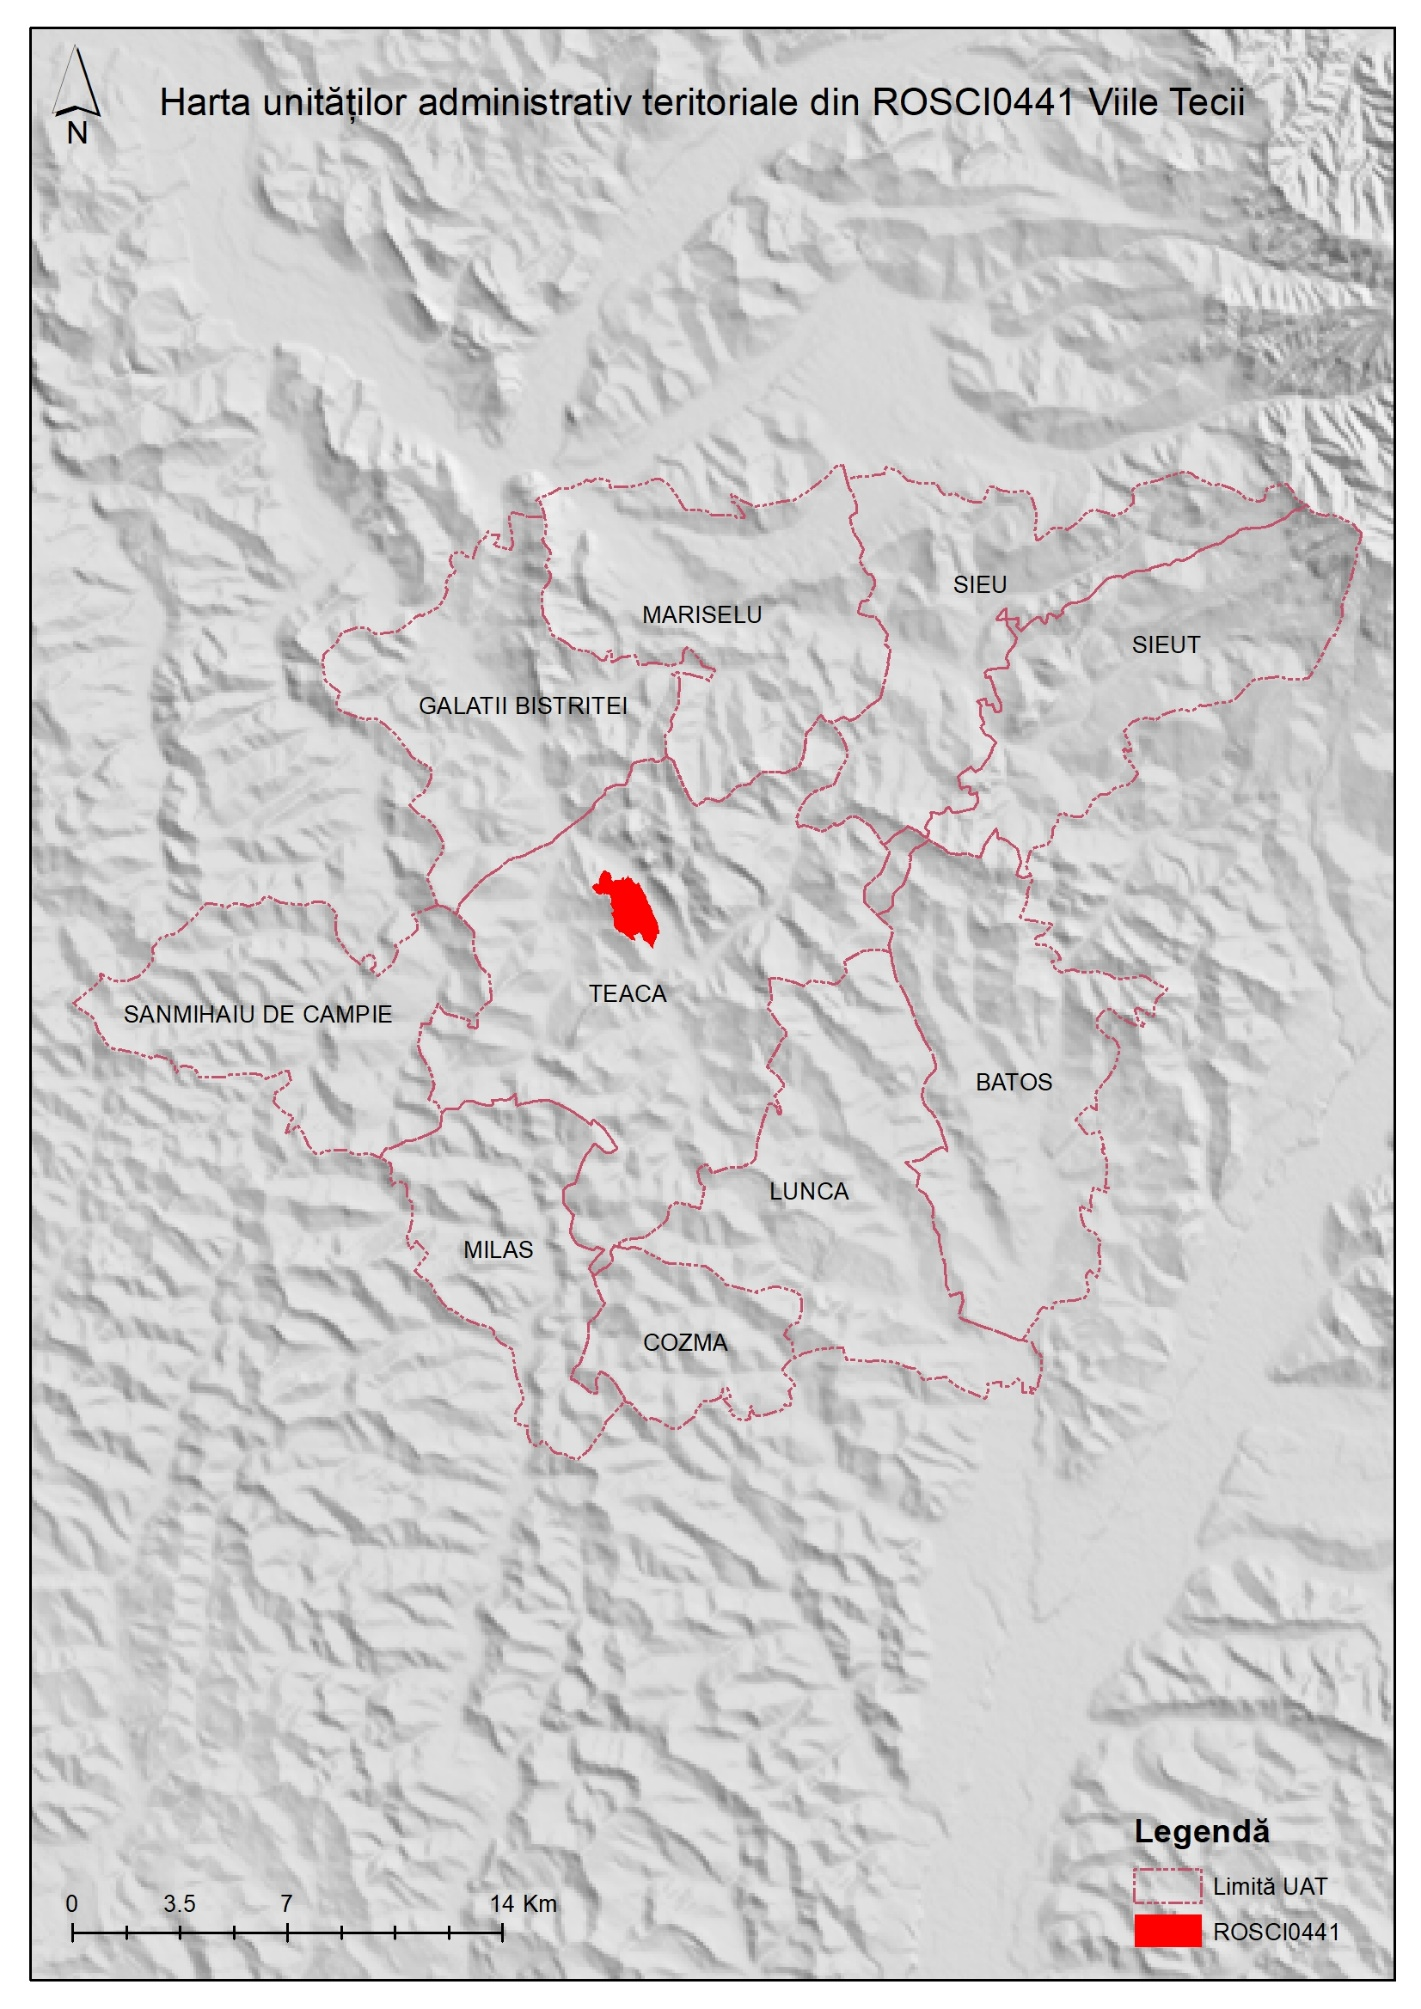 Harta unităților administrativ teritoriale din ROSCI0441 Viile Tecii
N
SIEU
MARISELU
SIEUT
GALATII BISTRITEI
TEACA
SANMIHAIU DE CAMPIE
BATOS
LUNCA
MILAS
COZMA
Legendă
Limită UAT
ROSCI0441
0 3.5 7 14 Km